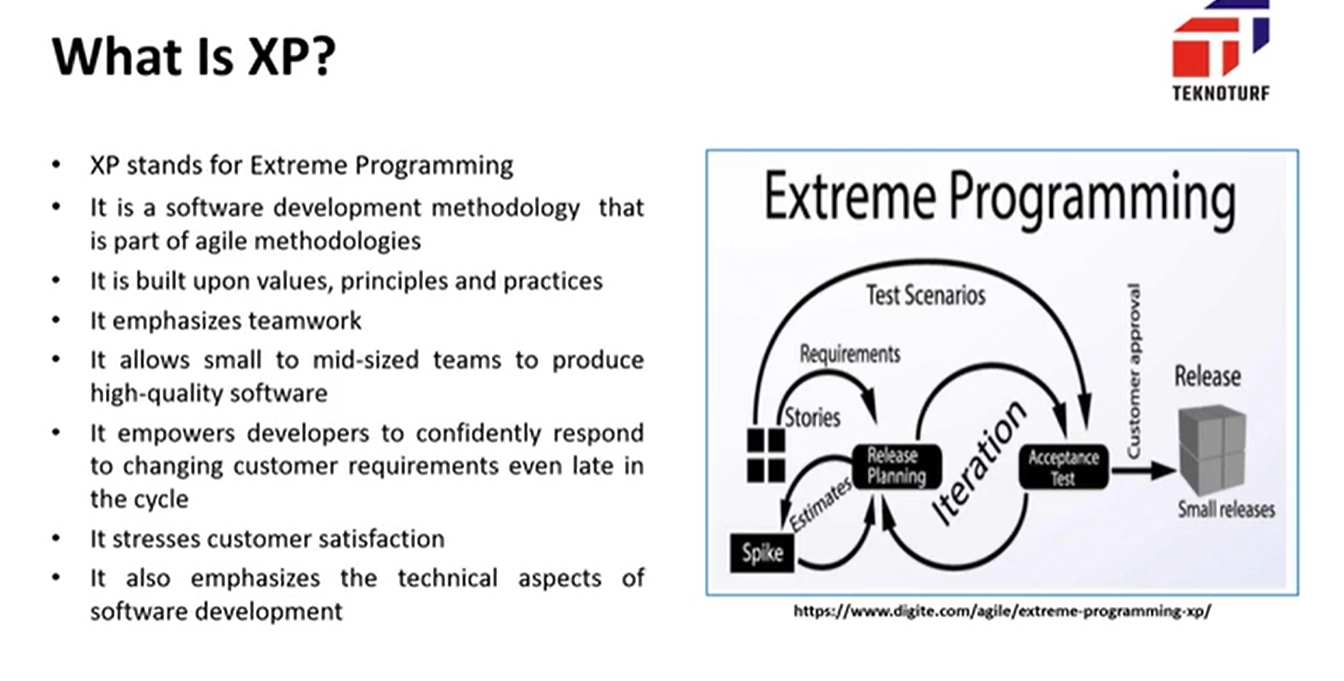 What Is XP?
TEKNOTURF
• XP stands for Extreme Programming
• It is a software development methodology that
is part of agile methodologies
• It is built upon values, principles and practices
• It emphasizes teamwork
• It allows small to mid-sized teams to produce
high-quality software
• It empowers developers to confidently respond
to changing customer requirements even late in
the cycle
• It stresses customer satisfaction
• It also emphasizes the technical aspects of
software development
Extreme Programming
Test Scenarios
Requirements
Stories
Release
Planning
Estimates
Spike
Iteration
Acceptance
Test
Customer approval
Release
Small releases
https://www.digite.com/agile/extreme-programming-xp/